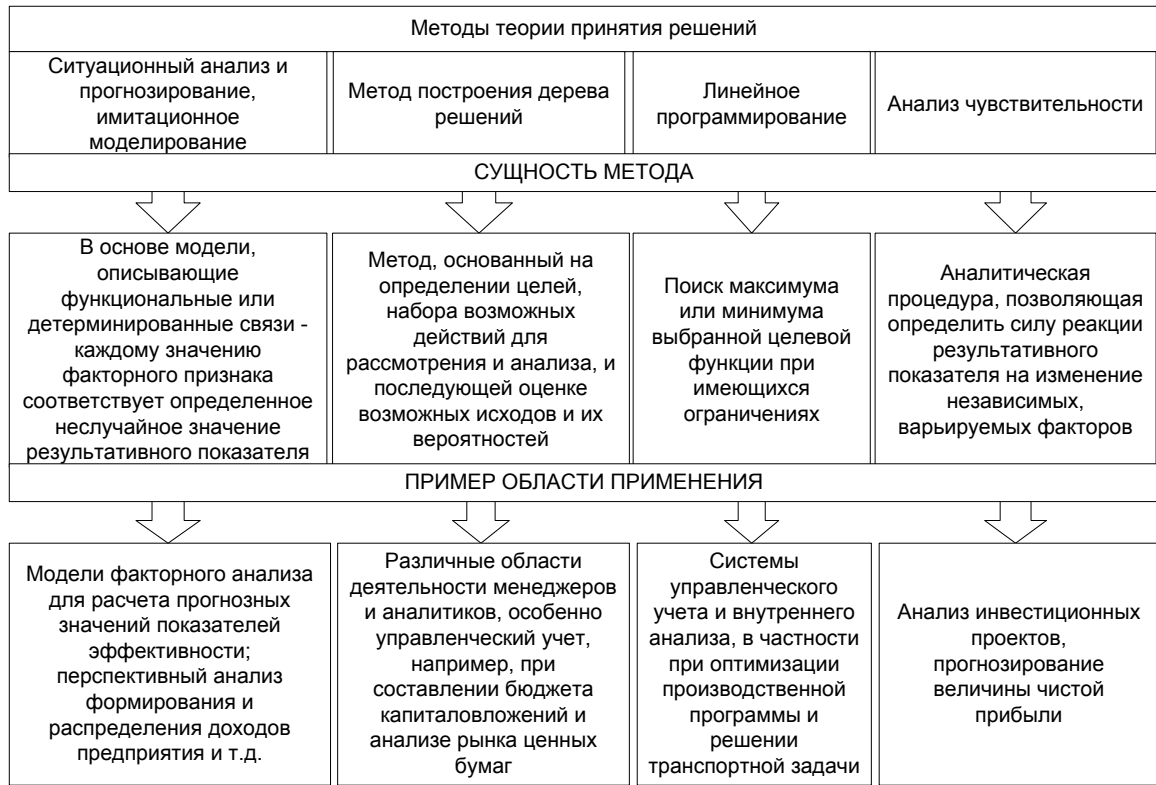 Методы теории принятия решений
Ситуационный анализ и
прогнозирование,
имитационное
моделирование
Метод построения дерева
решений
Линейное
программирование
Анализ чувствительности
СУЩНОСТЬ МЕТОДА
В основе модели,
описывающие
функциональные или
детерминированные связи -
каждому значению
факторного признака
соответствует определенное
неслучайное значение
результативного показателя
Метод, основанный на
определении целей,
набора возможных
действий для
рассмотрения и анализа, и
последующей оценке
возможных исходов и их
вероятностей
Поиск максимума
или минимума
выбранной целевой
функции при
имеющихся
ограничениях
Аналитическая
процедура, позволяющая
определить силу реакции
результативного
показателя на изменение
независимых,
варьируемых факторов
ПРИМЕР ОБЛАСТИ ПРИМЕНЕНИЯ
Модели факторного анализа
для расчета прогнозных
значений показателей
эффективности;
перспективный анализ
формирования и
распределения доходов
предприятия и т.д.
Различные области
деятельности менеджеров
и аналитиков, особенно
управленческий учет,
например, при
составлении бюджета
капиталовложений и
анализе рынка ценных
бумаг
Системы
управленческого
учета и внутреннего
анализа, в частности
при оптимизации
производственной
программы и
решении
транспортной задачи
Анализ инвестиционных
проектов,
прогнозирование
величины чистой
прибыли